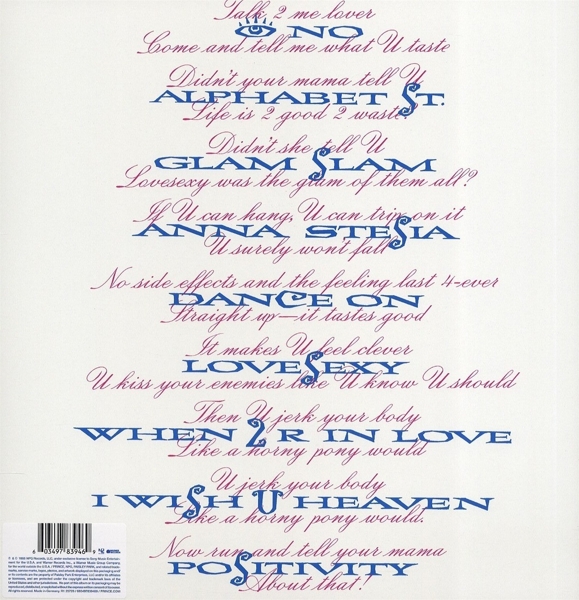 Talk 2 me lover
👁 NO
Come and tell me what U taste
Didn't your mama tell U
ALPHABET ST.
Life is 2 good 2 waste
Didn't she tell U
GLAM SLAM
Lovesexy was the glam of them all?
If U can hang, U can trip on it
ANNA STESIA
U surely won't fall
No side effects and the feeling last 4-ever
DANCE ON
Straight up—it tastes good
It makes U feel clever
LOVESEXY
U kiss your enemies like U know U should
Then U jerk your body
WHEN 2 R IN LOVE
Like a horny pony would
U jerk your body
I WISH U HEAVEN
Like a horny pony would.
Now run and tell your mama
POSITIVITY
About that!
6 03497 83946 9